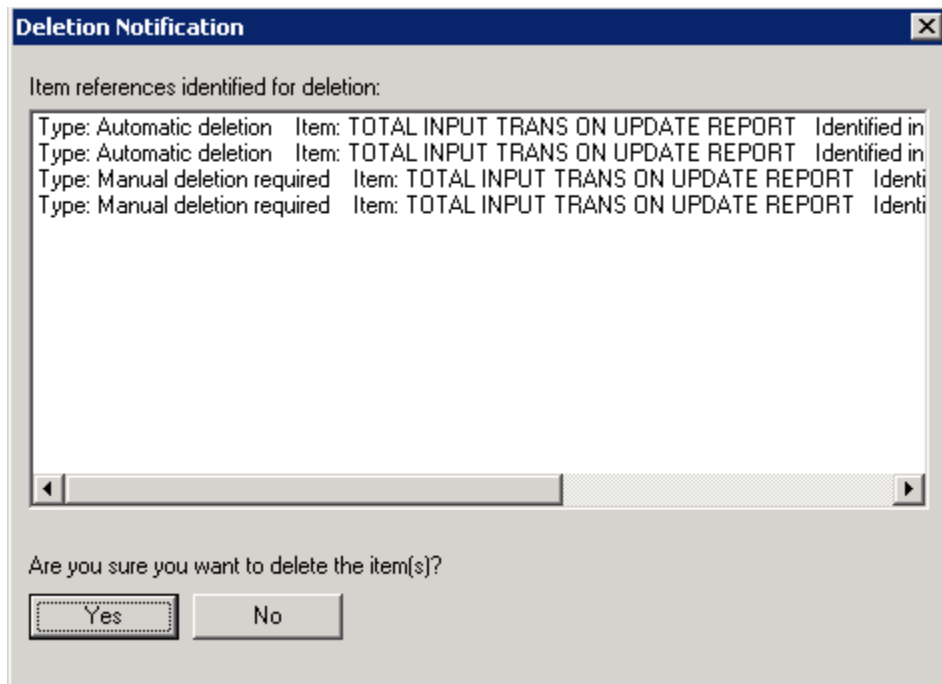 Deletion Notification
Item references identified for deletion:
Type: Automatic deletion Item: TOTAL INPUT TRANS ON UPDATE REPORT Identified in
Type: Automatic deletion Item: TOTAL INPUT TRANS ON UPDATE REPORT Identified in
Type: Manual deletion required Item: TOTAL INPUT TRANS ON UPDATE REPORT Identi
Type: Manual deletion required Item: TOTAL INPUT TRANS ON UPDATE REPORT Identi
Are you sure you want to delete the item(s)?
Yes No